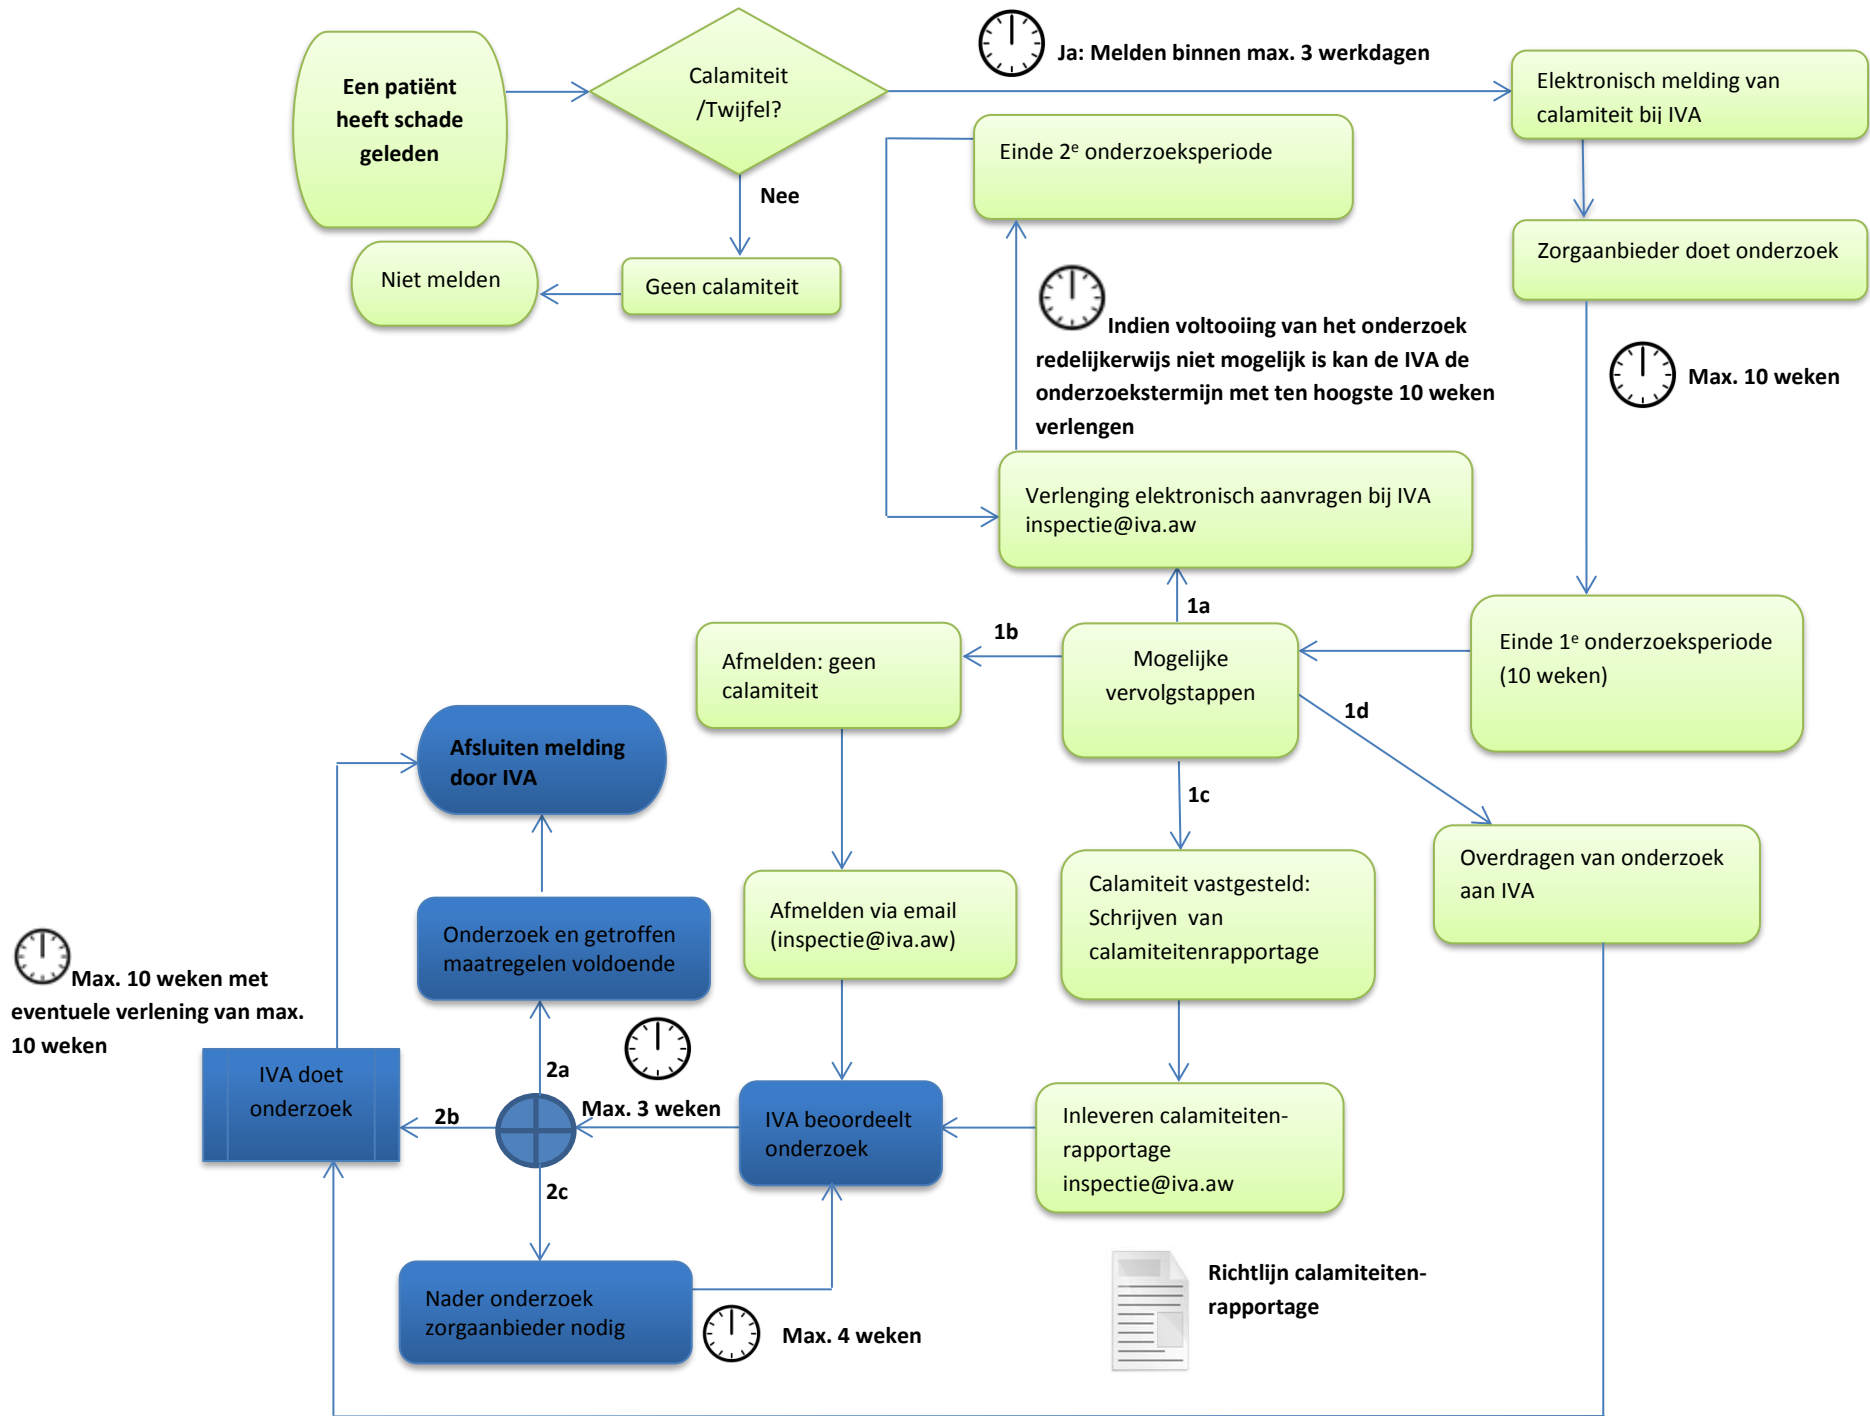 Een patiënt
heeft schade
geleden
Calamiteit
/Twijfel?
Ja: Melden binnen max. 3 werkdagen
Elektronisch melding van
calamiteit bij IVA
Nee
Einde 2e onderzoeksperiode
Niet melden
Geen calamiteit
Zorgaanbieder doet onderzoek
Indien voltooiing van het onderzoek
redelijkerwijs niet mogelijk is kan de IVA de
onderzoekstermijn met ten hoogste 10 weken
verlengen
Max. 10 weken
Verlenging elektronisch aanvragen bij IVA
inspectie@iva.aw
1a
1b
Afmelden: geen
calamiteit
Mogelijke
vervolgstappen
Einde 1e onderzoeksperiode
(10 weken)
1d
1c
Afsluiten melding
door IVA
Overdragen van onderzoek
aan IVA
Calamiteit vastgesteld:
Schrijven van
calamiteitenrapportage
Afmelden via email
(inspectie@iva.aw)
Onderzoek en getroffen
maatregelen voldoende
Max. 10 weken met
eventuele verlening van max.
10 weken
IVA doet
onderzoek
2a
2b
Max. 3 weken
IVA beoordeelt
onderzoek
Inleveren calamiteiten-
rapportage
inspectie@iva.aw
2c
Nader onderzoek
zorgaanbieder nodig
Max. 4 weken
Richtlijn calamiteiten-
rapportage